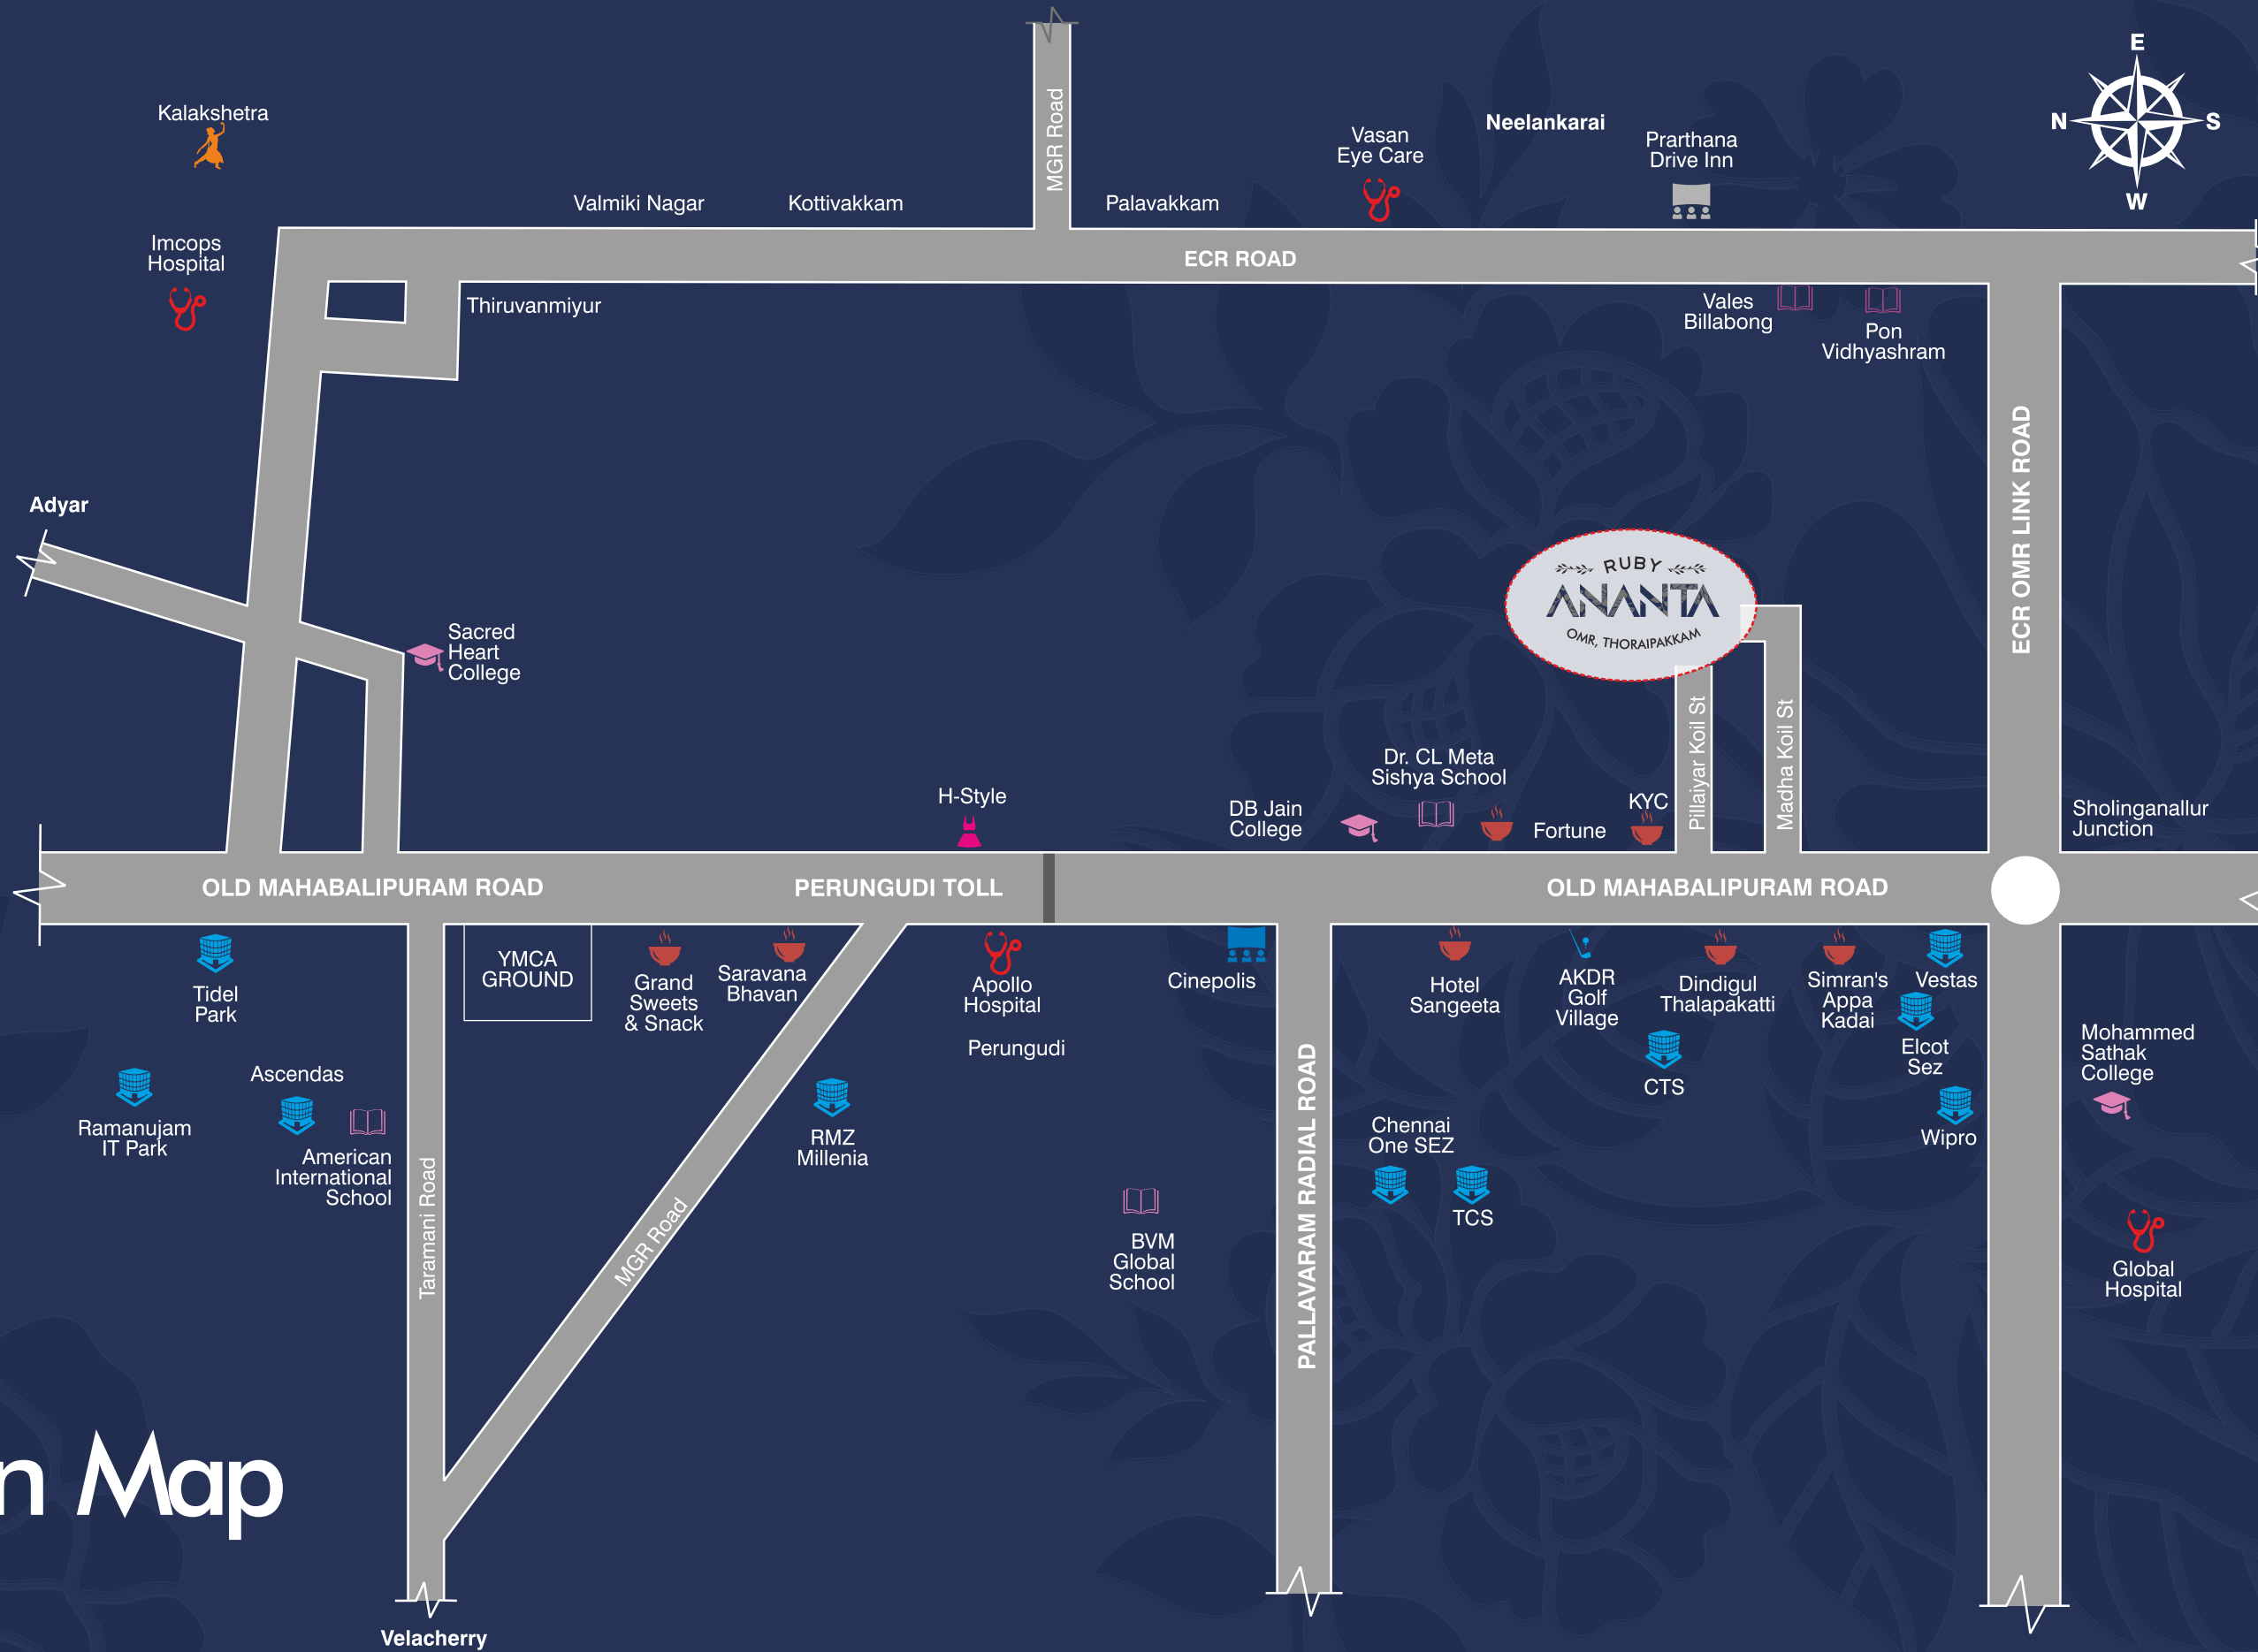 E
N
S
W
Kalakshetra
MGR Road
Vasan
Eye Care
Neelankarai
Prarthana
Drive Inn
Valmiki Nagar
Kottivakkam
Palavakkam
Imcops
Hospital
ECR ROAD
Thiruvanmiyur
Vales
Billabong
Pon
Vidhyashram
ECR OMR LINK ROAD
Adyar
RUBY
ANANTA
OMR, THORAIPAKKAM
Sacred
Heart
College
Pillaiyar Koil St
Madha Koil St
Dr. CL Meta
Sishya School
H-Style
DB Jain
College
Fortune
KYC
Sholinganallur
Junction
OLD MAHABALIPURAM ROAD
PERUNGUDI TOLL
OLD MAHABALIPURAM ROAD
Tidel
Park
YMCA
GROUND
Grand
Sweets
& Snack
Saravana
Bhavan
Apollo
Hospital
Perungudi
Cinepolis
Hotel
Sangeeta
AKDR
Golf
Village
Dindigul
Thalapakatti
Simran's
Appa
Kadai
Vestas
Elcot
Sez
CTS
Wipro
Mohammed
Sathak
College
Ramanujam
IT Park
Ascendas
American
International
School
Taramani Road
MGR Road
RMZ
Millenia
BVM
Global
School
PALLAVARAM RADIAL ROAD
Chennai
One SEZ
TCS
Global
Hospital
n Map
Velacherry